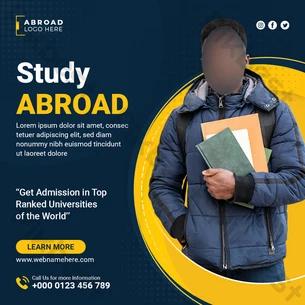 ABROAD
LOGO HERE
Study
ABROAD
Lorem ipsum dolor sit amet, cons
ectetuer adipiscing elit, sed diam
nonummy nibh euismod tincidunt
ut laoreet dolore
"Get Admission in Top
Ranked Universities
of the World"
LEARN MORE
www.webnamehere.com
Call Us for more Information
+000 0123 456 789